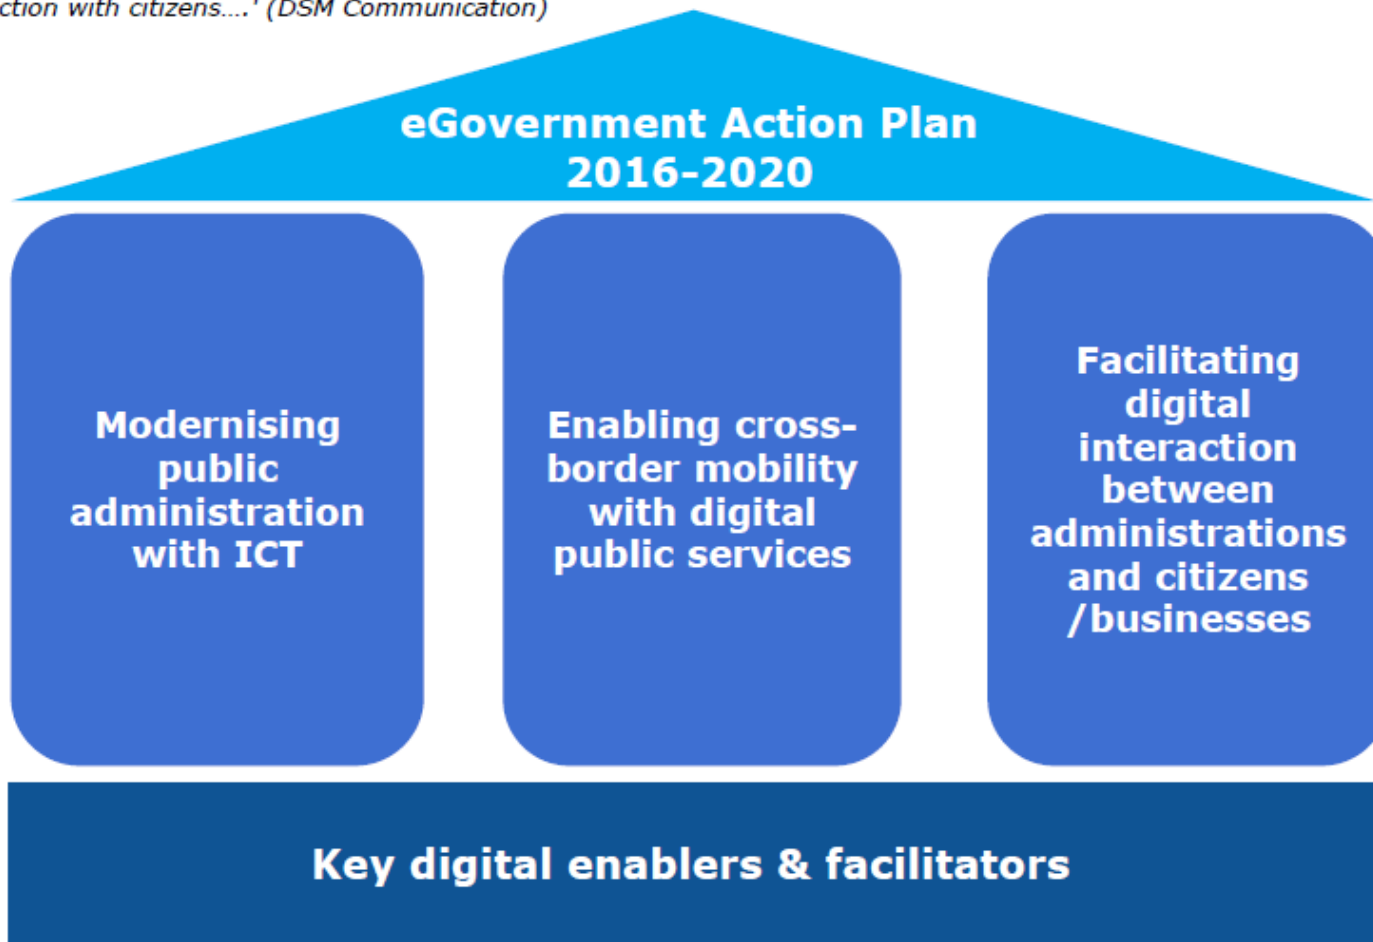 ction with citizens....' (DSM Communication)
eGovernment Action Plan
2016-2020
Modernising
public
administration
with ICT
Enabling cross-
border mobility
with digital
public services
Facilitating
digital
interaction
between
administrations
and citizens
/businesses
Key digital enablers & facilitators